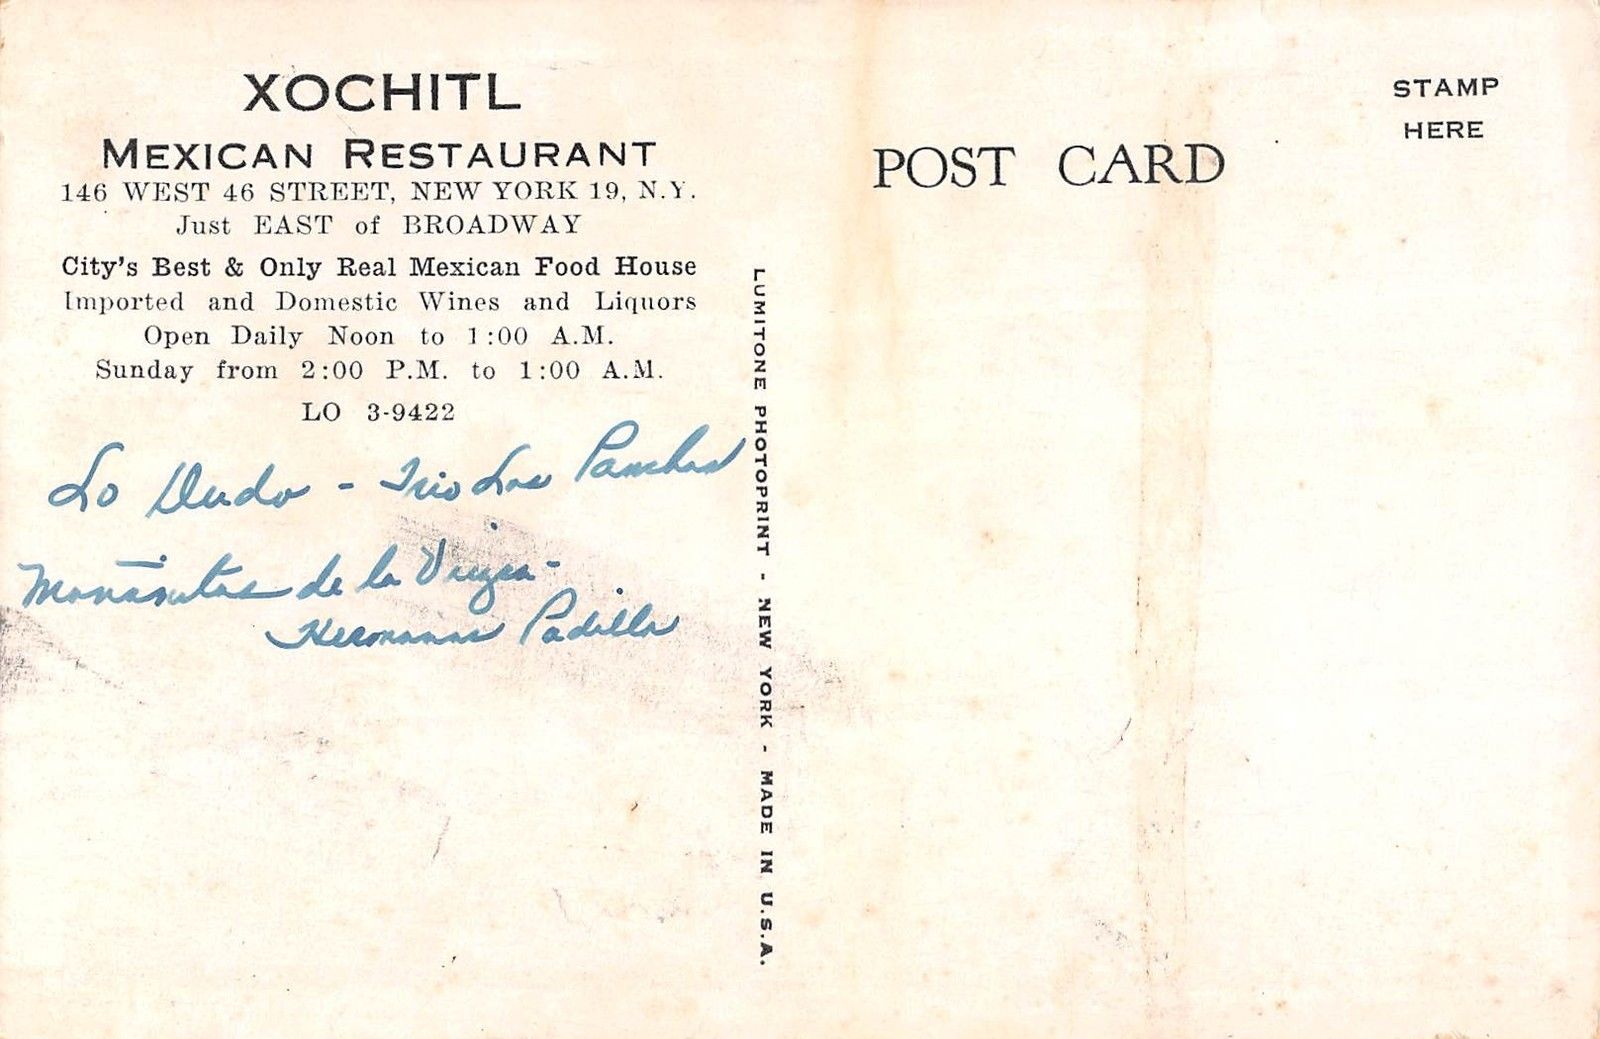 XOCHITL
MEXICAN RESTAURANT
146 WEST 46 STREET, NEW YORK 19, N.Y.
Just EAST of BROADWAY
City's Best & Only Real Mexican Food House
Imported and Domestic Wines and Liquors
Open Daily Noon to 1:00 A.M.
Sunday from 2:00 P.M. to 1:00 A.M.
LO 3-9422
Lo Dudo - Trio Los Panchos
Mañanitas de la Virgen -
Hermanas Padilla
LUMITONE PHOTOPRINT - NEW YORK - MADE IN U.S.A.
POST CARD
STAMP
HERE